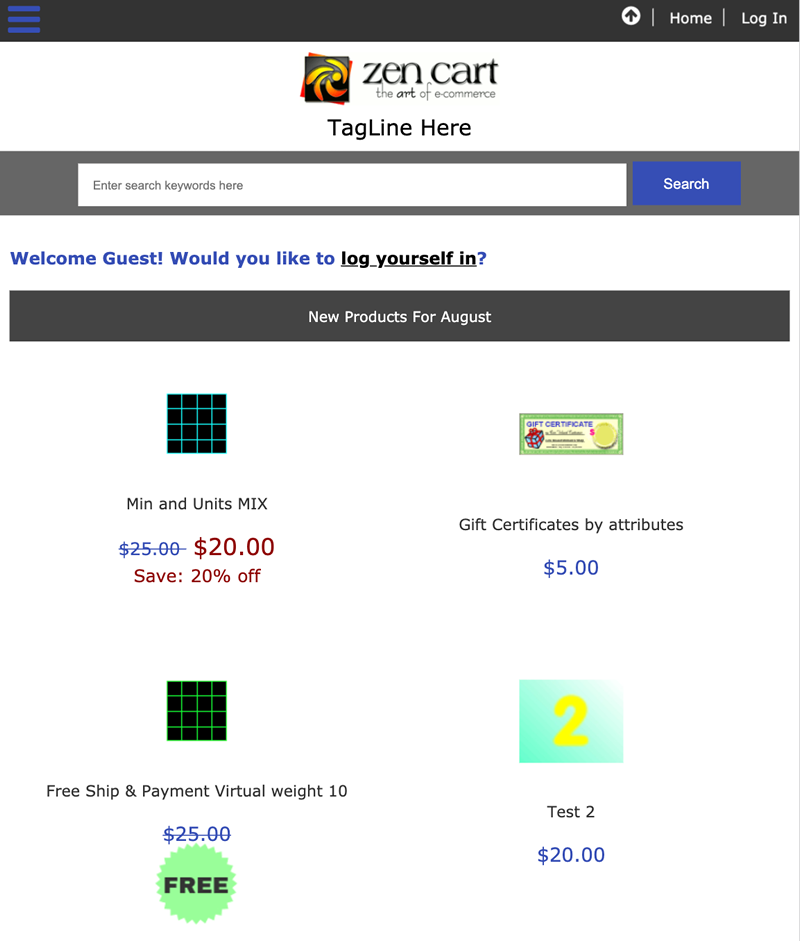 Home
Log In
zen cart
the art of e-commerce
TagLine Here
Enter search keywords here
Search
Welcome Guest! Would you like to log yourself in?
New Products For August
Min and Units MIX
$25.00 $20.00
Save: 20% off
GIFT CERTIFICATE
$
Gift Certificates by attributes
$5.00
Free Ship & Payment Virtual weight 10
$25.00
FREE
2
Test 2
$20.00